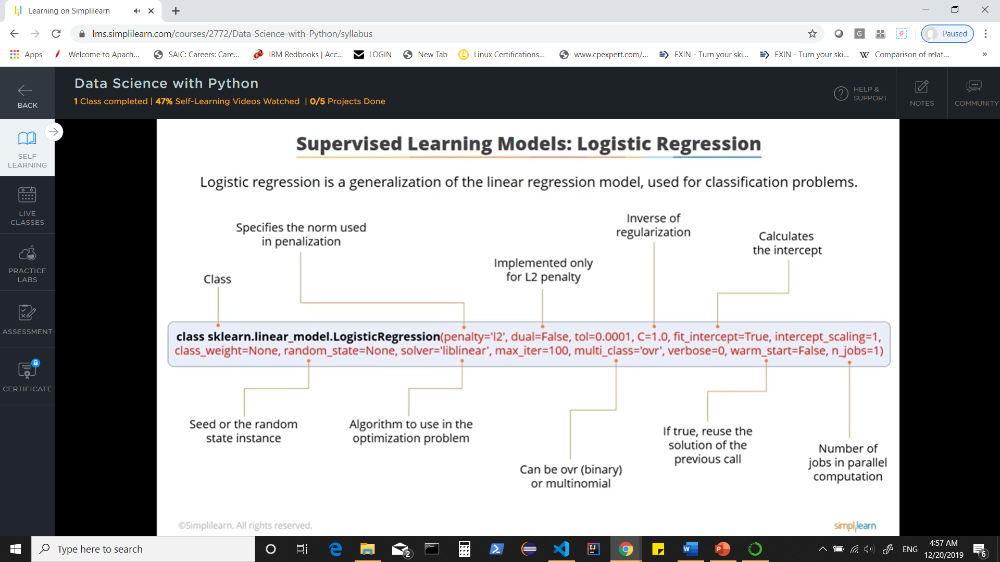 Learning on Simplilearn
lms.simplilearn.com/courses/2772/Data-Science-with-Python/syllabus
G
Paused
Apps
Welcome to Apach...
SAIC: Careers: Care...
IBM Redbooks | Acc...
LOGIN
New Tab
Linux Certifications...
www.cpexpert.com/...
EXIN - Turn your ski...
EXIN - Turn your ski...
W
Comparison of relat...
»
BACK
Data Science with Python
1 Class completed | 47% Self-Learning Videos Watched | 0/5 Projects Done
HELP &
SUPPORT
NOTES
COMMUNITY
SELF
LEARNING
LIVE
CLASSES
PRACTICE
LABS
ASSESSMENT
CERTIFICATE
Supervised Learning Models: Logistic Regression
Logistic regression is a generalization of the linear regression model, used for classification problems.
Class
Specifies the norm used
in penalization
Implemented only
for L2 penalty
Inverse of
regularization
Calculates
the intercept
class sklearn.linear_model.LogisticRegression(penalty='l2', dual=False, tol=0.0001, C=1.0, fit_intercept=True, intercept_scaling=1,
class_weight=None, random_state=None, solver='liblinear', max_iter=100, multi_class='ovr', verbose=0, warm_start=False, n_jobs=1)
Seed or the random
state instance
Algorithm to use in the
optimization problem
Can be ovr (binary)
or multinomial
If true, reuse the
solution of the
previous call
Number of
jobs in parallel
computation
©Simplilearn. All rights reserved.
simplilearn
Type here to search
2
IJ
W
P
ENG
4:57 AM
12/20/2019
6